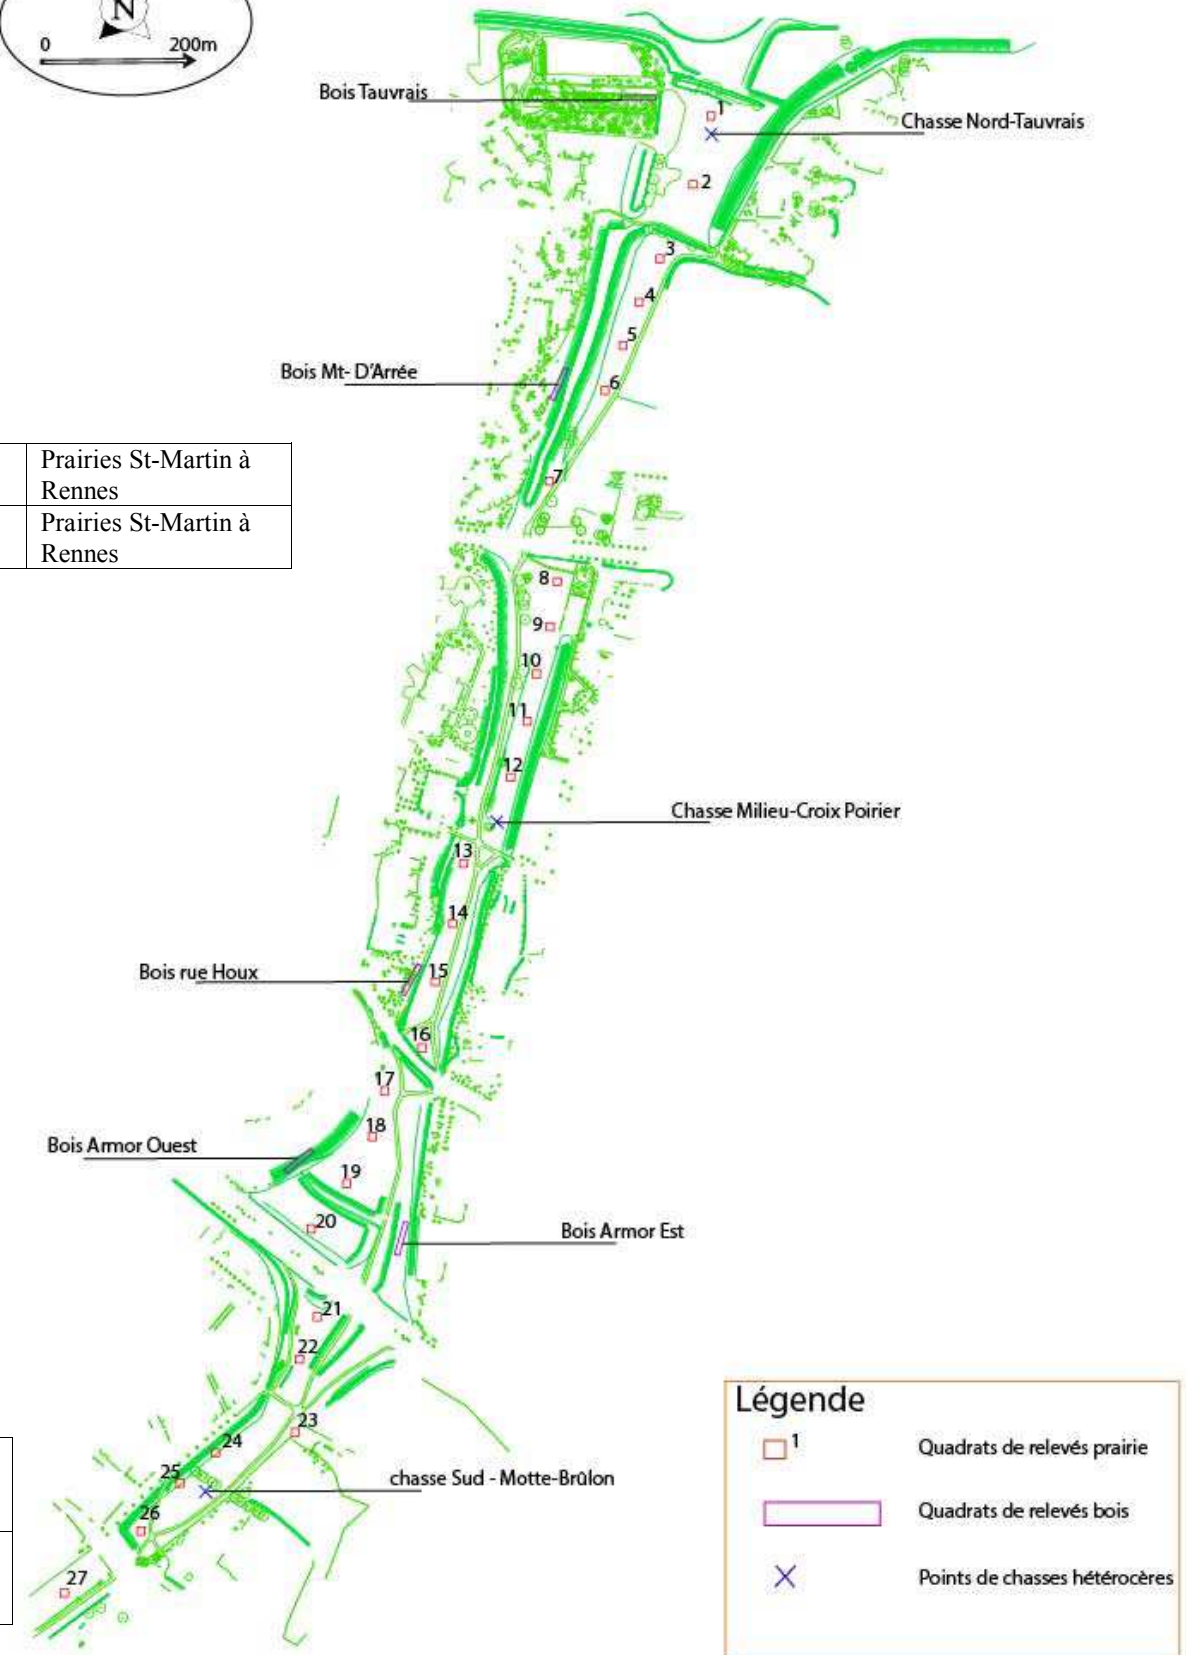 N
0 200m
Bois Tauvrais
1
Chasse Nord-Tauvrais
2
3
4
5
Bois Mt- D'Arrée
6
Prairies St-Martin à
Rennes
7
Prairies St-Martin à
Rennes
8
9
10
11
12
Chasse Milieu-Croix Poirier
13
14
Bois rue Houx
15
16
17
18
Bois Armor Ouest
19
20
Bois Armor Est
21
22
23
24
25
chasse Sud - Motte-Brûlon
26
27
Légende
1 Quadrats de relevés prairie
Quadrats de relevés bois
Points de chasses hétérocères